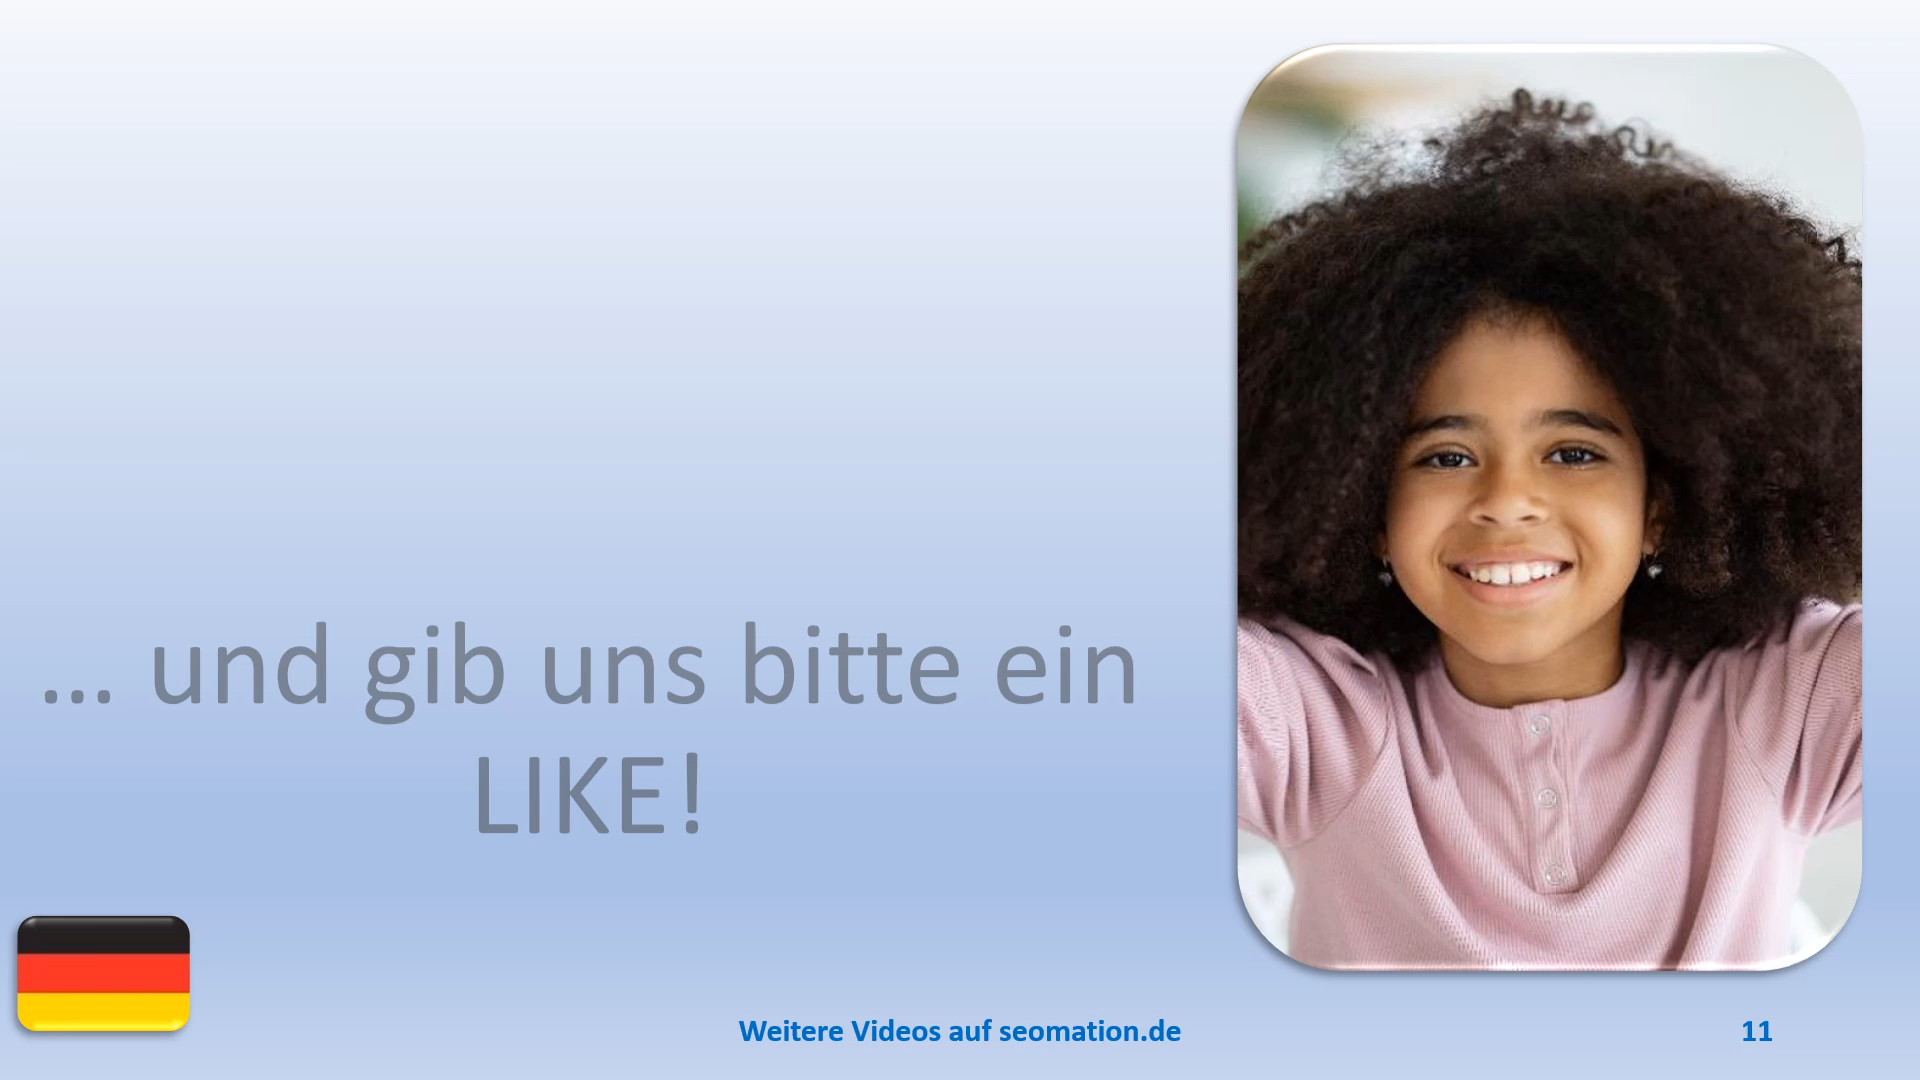 ... und gib uns bitte ein
LIKE!
Weitere Videos auf seomation.de
11